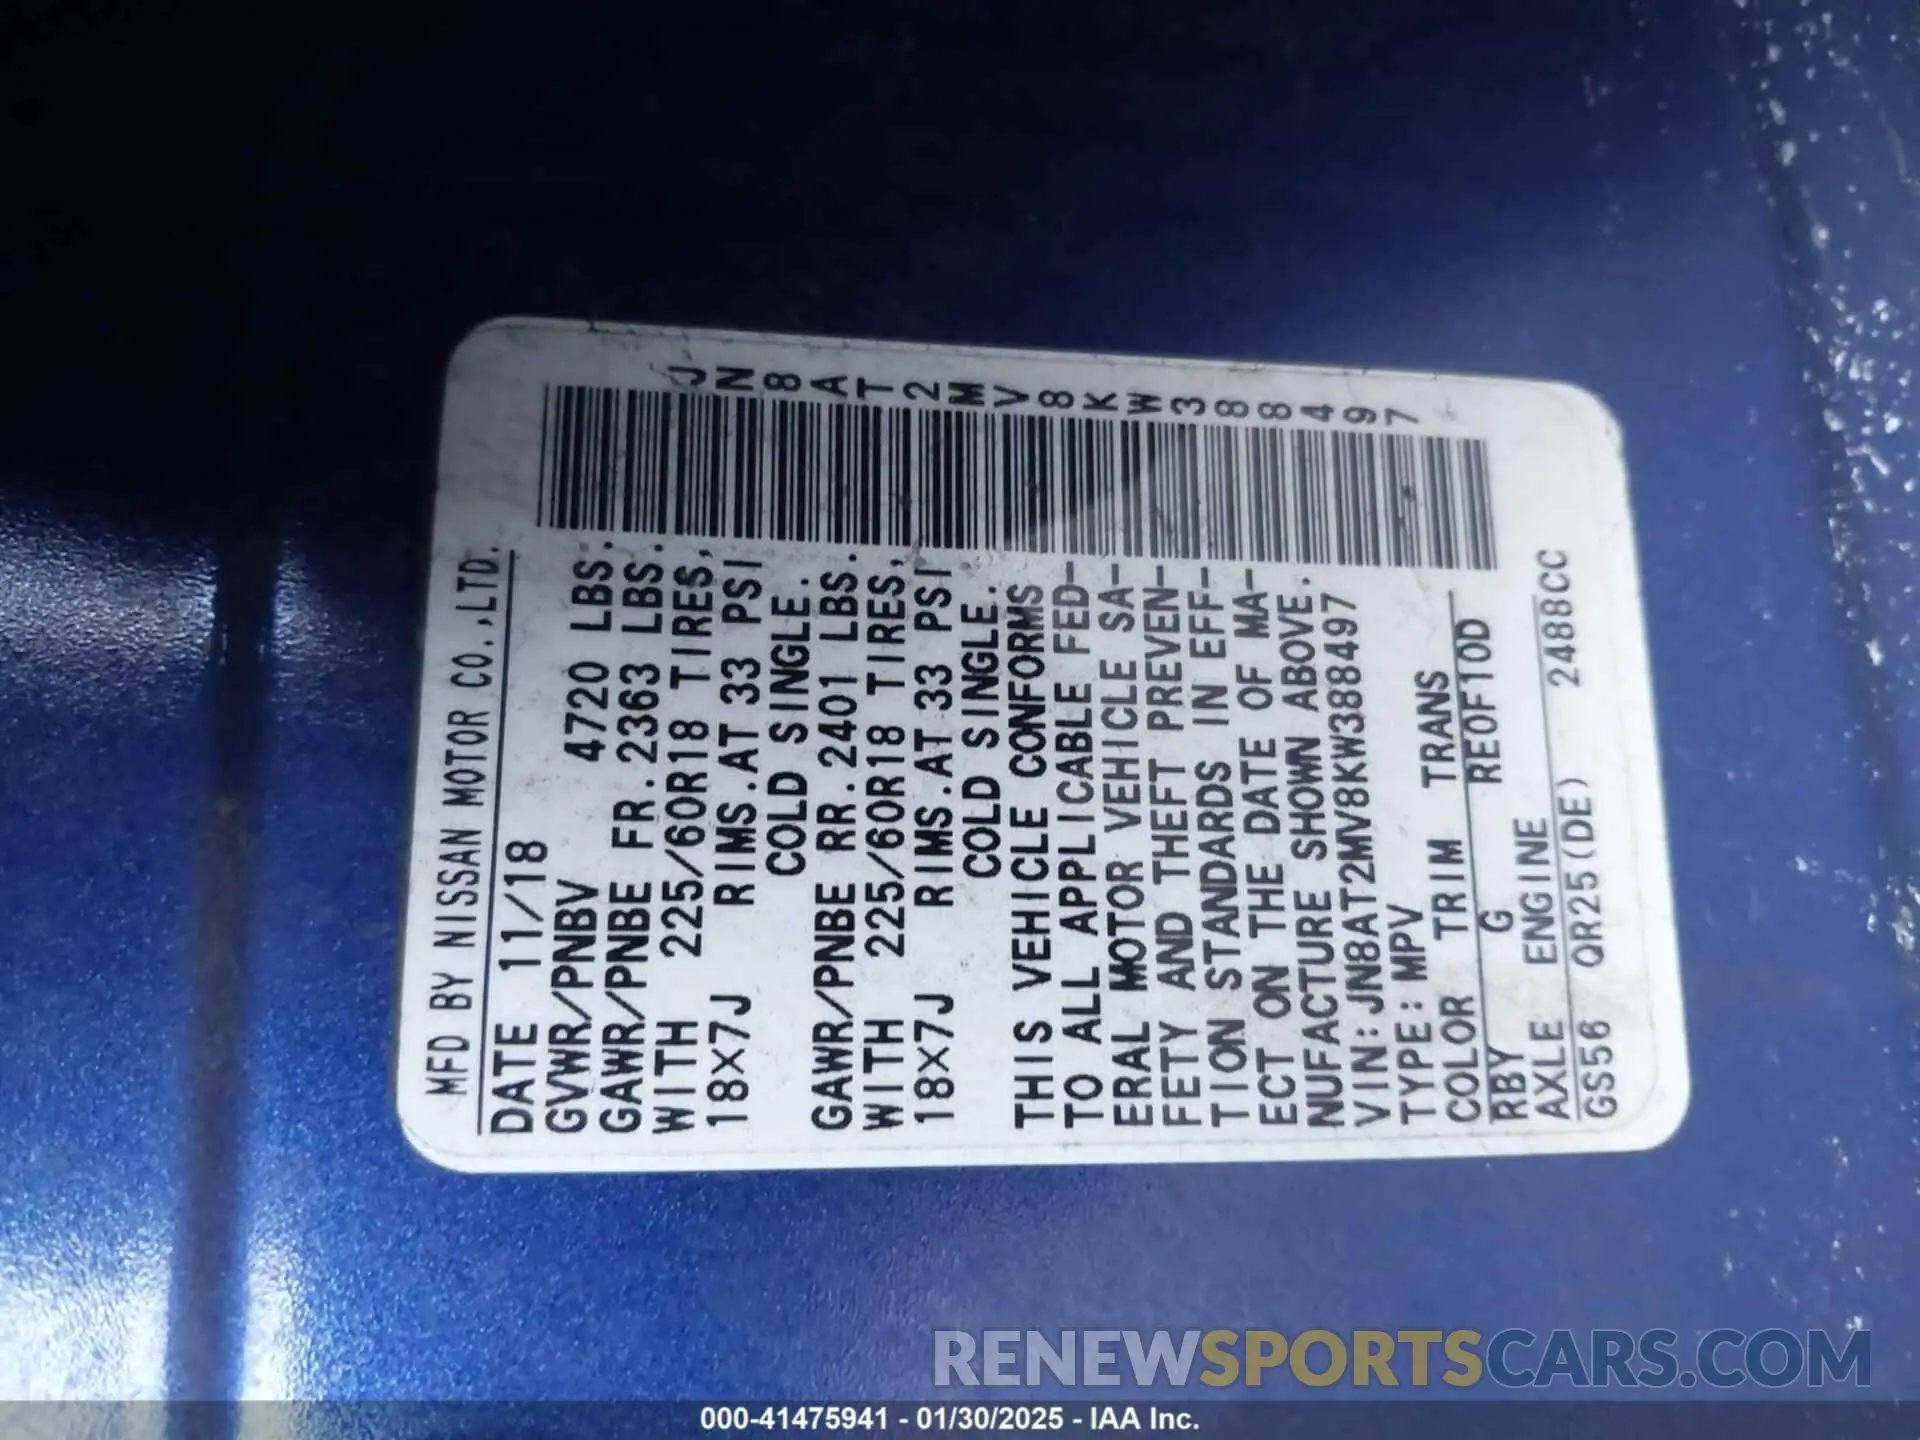 MFD BY NISSAN MOTOR CO.,LTD.
DATE 11/18
GVWR/PNBV 4720 LBS.
GAWR/PNBE FR.2363 LBS.
WITH 225/60R18 TIRES,
18×7J RIMS.AT 33 PSI
COLD SINGLE.
GAWR/PNBE RR.2401 LBS.
WITH 225/60R18 TIRES,
18×7J RIMS.AT 33 PSI
COLD SINGLE.
THIS VEHICLE CONFORMS
TO ALL APPLICABLE FED-
ERAL MOTOR VEHICLE SA-
FETY AND THEFT PREVEN-
TION STANDARDS IN EFF-
ECT ON THE DATE OF MA-
NUFACTURE SHOWN ABOVE.
VIN:JN8AT2MV8KW388497
TYPE:MPV
COLOR TRIM TRANS
RBY G RE0F10D
AXLE ENGINE
GS56 QR25(DE) 2488CC
JN8AT2MV8KW388497
RENEWSPORTSCARS.COM
000-41475941 - 01/30/2025 - IAA Inc.